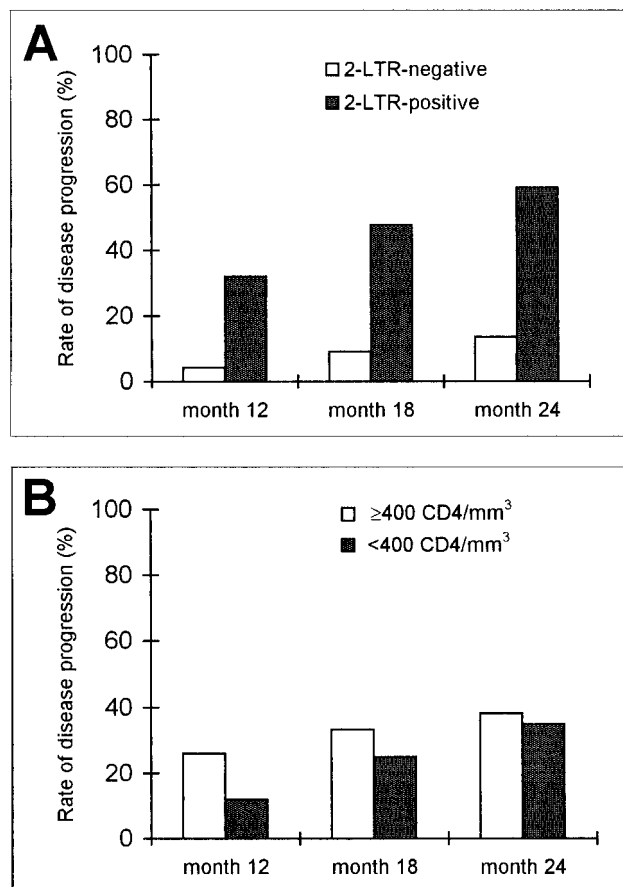 A
Rate of disease progression (%)
100
80
60
40
20
0
2-LTR-negative
2-LTR-positive
month 12 month 18 month 24
B
Rate of disease progression (%)
100
80
60
40
20
0
≥400 CD4/mm³
<400 CD4/mm³
month 12 month 18 month 24